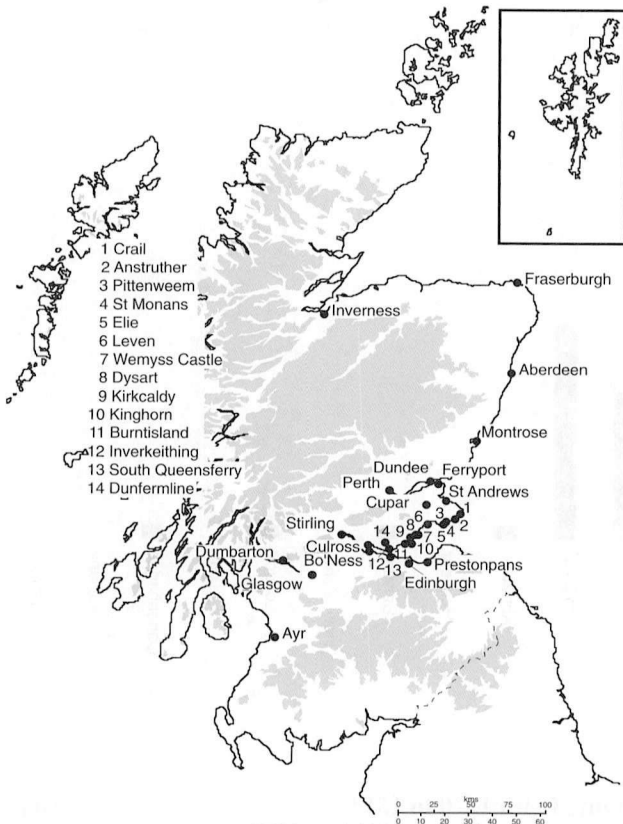 1 Crail
2 Anstruther
3 Pittenweem
4 St Monans
5 Elie
6 Leven
7 Wemyss Castle
8 Dysart
9 Kirkcaldy
10 Kinghorn
11 Burntisland
12 Inverkeithing
13 South Queensferry
14 Dunfermline
Fraserburgh
Inverness
Aberdeen
Montrose
Dundee
Ferryport
Perth
St Andrews
Cupar
6
3
1
2
Stirling
14
9
8
7
5
4
Culross
11
10
Dumbarton
Bo'Ness
12
13
Prestonpans
Glasgow
Edinburgh
Ayr
kms
0 25 50 75 100
0 10 20 30 40 50 60